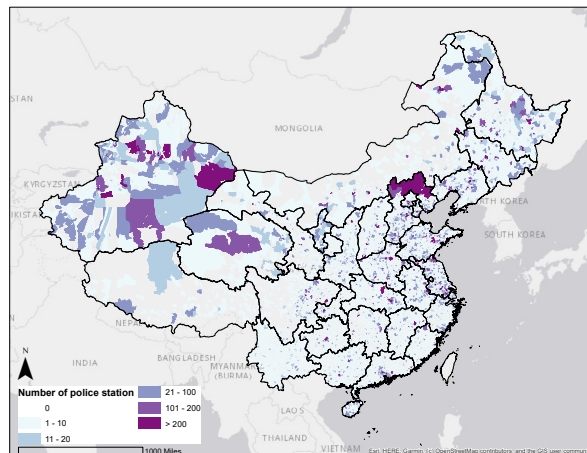 STAN
MONGOLIA
KYRGYZSTAN
KISTAN
NORTH KOREA
SOUTH KOREA
NEPAL
INDIA
BANGLADESH
MYANMAR
(BURMA)
LAOS
THAILAND
VIETNAM
N
Number of police station
0
1 - 10
11 - 20
21 - 100
101 - 200
> 200
1000 Miles
Esri, HERE, Garmin, (c) OpenStreetMap contributors, and the GIS user commun